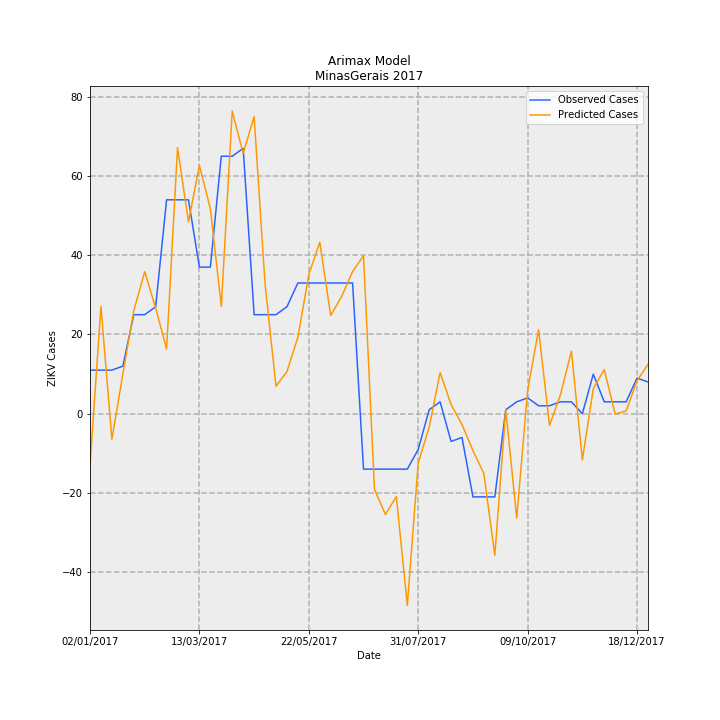 Arimax Model
MinasGerais 2017
Observed Cases
Predicted Cases
80
60
40
20
0
−20
−40
ZIKV Cases
02/01/2017 13/03/2017 22/05/2017 31/07/2017 09/10/2017 18/12/2017
Date